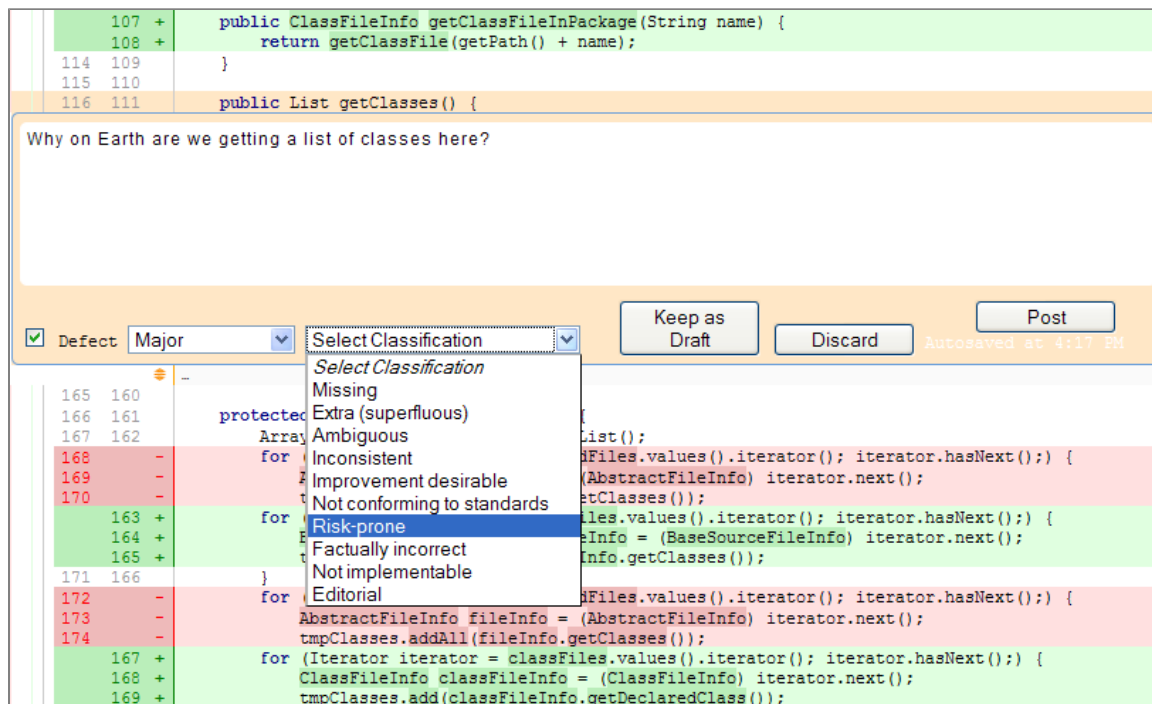 107 + public ClassFileInfo getClassFileInPackage(String name) {
108 + return getClassFile(getPath() + name);
114 109 }
115 110
116 111 public List getClasses() {
Why on Earth are we getting a list of classes here?
Defect Major Select Classification Keep as Draft Discard Post
Autosaved at 4:17 PM
Select Classification
Missing
Extra (superfluous)
Ambiguous
Inconsistent
Improvement desirable
Not conforming to standards
Risk-prone
Factually incorrect
Not implementable
Editorial
...
165 160
166 161 protected {
167 162 Array List();
168 - for ( dFiles.values().iterator(); iterator.hasNext();) {
169 - A (AbstractFileInfo) iterator.next();
170 - t etClasses());
163 + for ( iles.values().iterator(); iterator.hasNext();) {
164 + B eInfo = (BaseSourceFileInfo) iterator.next();
165 + t Info.getClasses());
171 166 }
172 - for ( dFiles.values().iterator(); iterator.hasNext();) {
173 - AbstractFileInfo fileInfo = (AbstractFileInfo) iterator.next();
174 - tmpClasses.addAll(fileInfo.getClasses());
167 + for (Iterator iterator = classFiles.values().iterator(); iterator.hasNext();) {
168 + ClassFileInfo classFileInfo = (ClassFileInfo) iterator.next();
169 + tmpClasses.add(classFileInfo.getDeclaredClass());